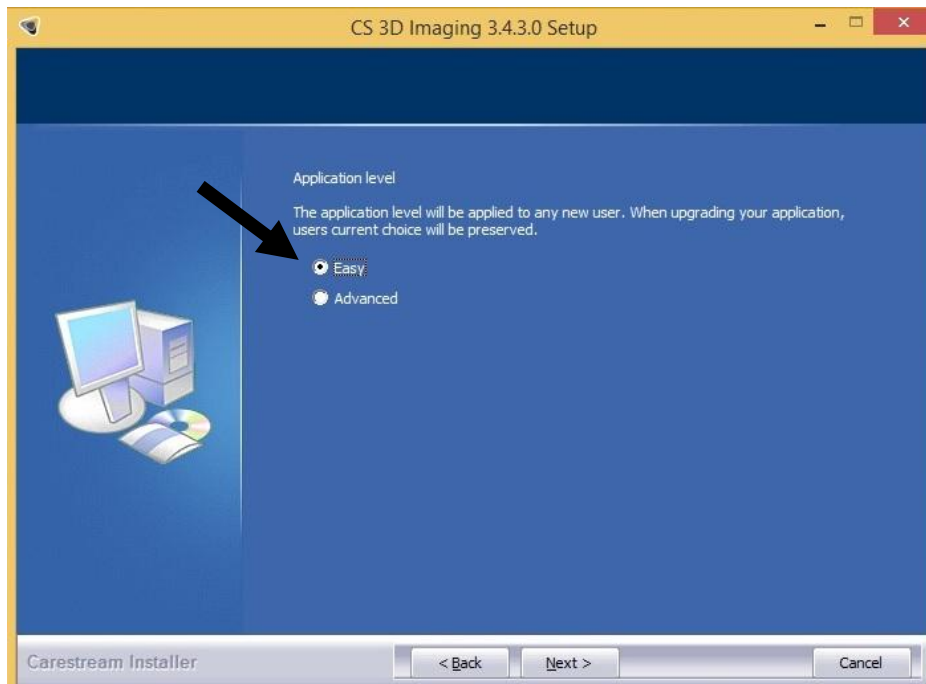 CS 3D Imaging 3.4.3.0 Setup
Application level
The application level will be applied to any new user. When upgrading your application,
users current choice will be preserved.
Easy
Advanced
Carestream Installer
< Back
Next >
Cancel